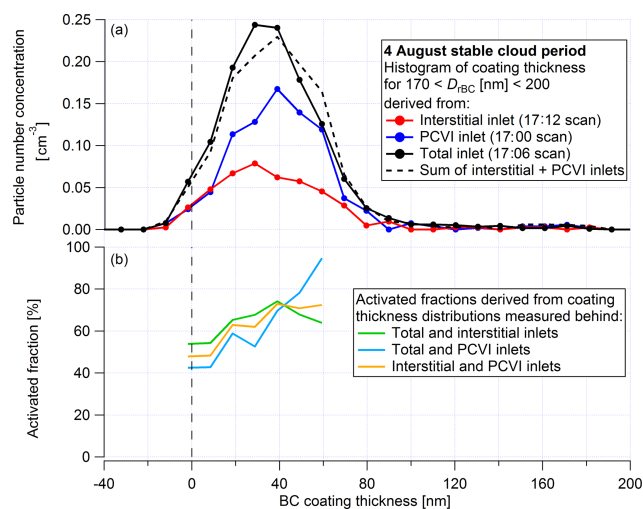 (a)
4 August stable cloud period
Histogram of coating thickness
for 170 < DrBC [nm] < 200
derived from:
Interstitial inlet (17:12 scan)
PCVI inlet (17:00 scan)
Total inlet (17:06 scan)
Sum of interstitial + PCVI inlets
Particle number concentration
[cm-3]
0.25
0.20
0.15
0.10
0.05
0.00
(b)
Activated fractions derived from coating
thickness distributions measured behind:
Total and interstitial inlets
Total and PCVI inlets
Interstitial and PCVI inlets
Activated fraction [%]
100
80
60
40
20
0
-40 0 40 80 120 160 200
BC coating thickness [nm]